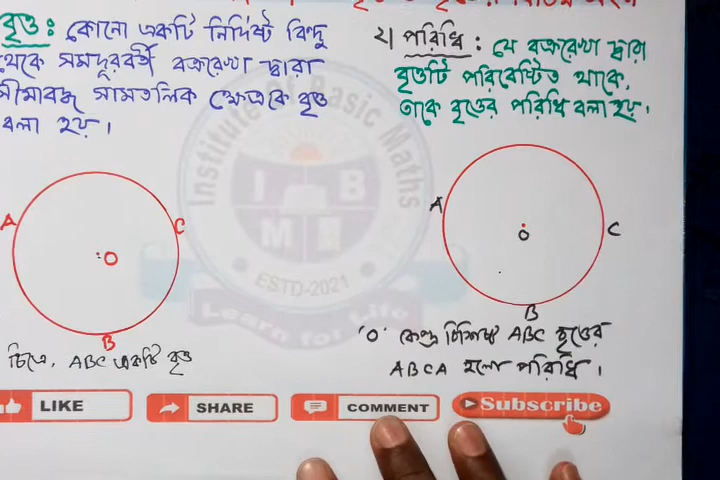 বৃত্ত : কোনো একটি নির্দিষ্ট বিন্দু
থেকে সমদূরবর্তী বক্ররেখা দ্বারা
সীমাবদ্ধ সামতলিক ক্ষেত্রকে বৃত্ত
বলা হয়।
A
C
O
B
চিত্রে, ABC একটি বৃত্ত
২। পরিধি : যে বক্ররেখা দ্বারা
বৃত্তটি পরিবেষ্টিত থাকে,
তাকে বৃত্তের পরিধি বলা হয়।
A
C
O
B
'O' কেন্দ্র বিশিষ্ট ABC বৃত্তের
ABCA হলো পরিধি।
Institute Of Basic Maths
I B
M
ESTD-2021
Learn for Life
LIKE
SHARE
COMMENT
Subscribe